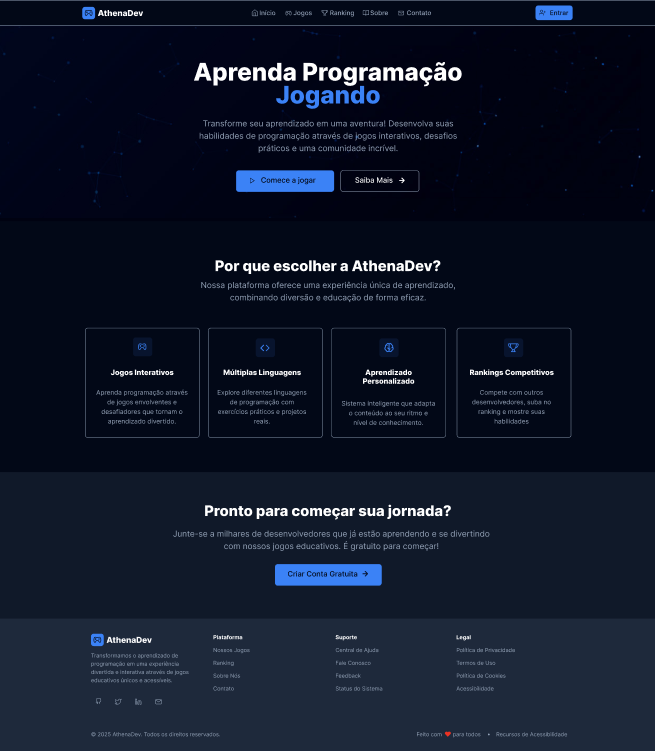 AthenaDev
Início
Jogos
Ranking
Sobre
Contato
Entrar
Aprenda Programação
Jogando
Transforme seu aprendizado em uma aventura! Desenvolva suas
habilidades de programação através de jogos interativos, desafios
práticos e uma comunidade incrível.
Comece a jogar
Saiba Mais
Por que escolher a AthenaDev?
Nossa plataforma oferece uma experiência única de aprendizado,
combinando diversão e educação de forma eficaz.
Jogos Interativos
Aprenda programação através
de jogos envolventes e
desafiadores que tornam o
aprendizado divertido.
Múltiplas Linguagens
Explore diferentes linguagens
de programação com
exercícios práticos e projetos
reais.
Aprendizado
Personalizado
Sistema inteligente que adapta
o conteúdo ao seu ritmo e
nível de conhecimento.
Rankings Competitivos
Compete com outros
desenvolvedores, suba no
ranking e mostre suas
habilidades
Pronto para começar sua jornada?
Junte-se a milhares de desenvolvedores que já estão aprendendo e se divertindo
com nossos jogos educativos. É gratuito para começar!
Criar Conta Gratuita
AthenaDev
Transformamos o aprendizado de
programação em uma experiência
divertida e interativa através de jogos
educativos únicos e acessíveis.
Plataforma
Nossos Jogos
Ranking
Sobre Nós
Contato
Suporte
Central de Ajuda
Fale Conosco
Feedback
Status do Sistema
Legal
Política de Privacidade
Termos de Uso
Política de Cookies
Acessibilidade
© 2025 AthenaDev. Todos os direitos reservados.
Feito com ❤ para todos • Recursos de Acessibilidade